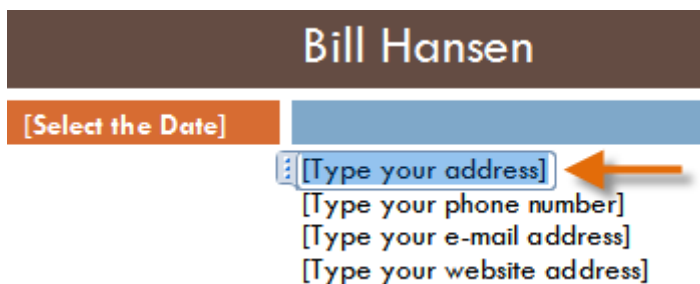 Bill Hansen
[Select the Date]
[Type your address]
[Type your phone number]
[Type your e-mail address]
[Type your website address]